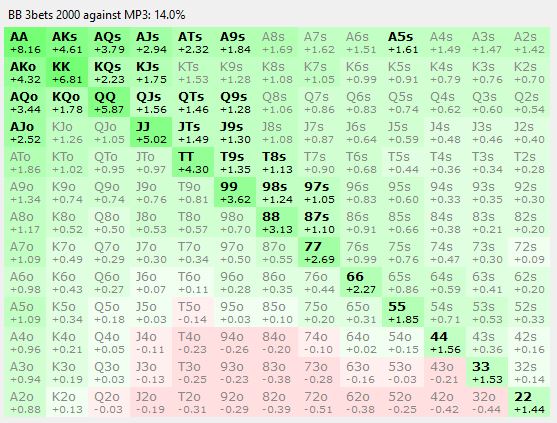 BB 3bets 2000 against MP3: 14.0%
AA AKs AQs AJs ATs A9s A8s A7s A6s A5s A4s A3s A2s
+8.16 +4.61 +3.79 +2.94 +2.32 +1.84 +1.69 +1.62 +1.51 +1.61 +1.49 +1.47 +1.42
AKo KK KQs KJs KTs K9s K8s K7s K6s K5s K4s K3s K2s
+4.32 +6.81 +2.23 +1.75 +1.53 +1.28 +1.08 +1.05 +0.99 +0.91 +0.79 +0.76 +0.70
AQo KQo QQ QJs QTs Q9s Q8s Q7s Q6s Q5s Q4s Q3s Q2s
+3.44 +1.78 +5.87 +1.56 +1.46 +1.28 +1.06 +0.86 +0.83 +0.74 +0.62 +0.60 +0.54
AJo KJo QJo JJ JTs J9s J8s J7s J6s J5s J4s J3s J2s
+2.52 +1.26 +1.05 +5.02 +1.49 +1.30 +1.08 +0.87 +0.64 +0.59 +0.48 +0.46 +0.40
ATo KTo QTo JTo TT T9s T8s T7s T6s T5s T4s T3s T2s
+1.86 +1.02 +0.95 +0.97 +4.30 +1.35 +1.13 +0.90 +0.68 +0.44 +0.36 +0.34 +0.28
A9o K9o Q9o J9o T9o 99 98s 97s 96s 95s 94s 93s 92s
+1.34 +0.74 +0.74 +0.76 +0.81 +3.62 +1.24 +1.05 +0.83 +0.60 +0.33 +0.35 +0.30
A8o K8o Q8o J8o T8o 98o 88 87s 86s 85s 84s 83s 82s
+1.17 +0.52 +0.50 +0.53 +0.57 +0.70 +3.13 +1.10 +0.91 +0.66 +0.38 +0.21 +0.20
A7o K7o Q7o J7o T7o 97o 87o 77 76s 75s 74s 73s 72s
+1.09 +0.49 +0.29 +0.30 +0.34 +0.50 +0.55 +2.69 +0.99 +0.76 +0.47 +0.30 +0.09
A6o K6o Q6o J6o T6o 96o 86o 76o 66 65s 64s 63s 62s
+0.98 +0.43 +0.27 +0.07 +0.11 +0.28 +0.35 +0.44 +2.27 +0.86 +0.59 +0.41 +0.20
A5o K5o Q5o J5o T5o 95o 85o 75o 65o 55 54s 53s 52s
+1.09 +0.34 +0.18 +0.03 -0.14 +0.03 +0.10 +0.20 +0.31 +1.85 +0.71 +0.53 +0.33
A4o K4o Q4o J4o T4o 94o 84o 74o 64o 54o 44 43s 42s
+0.96 +0.21 +0.05 -0.11 -0.23 -0.26 -0.20 -0.10 +0.02 +0.15 +1.56 +0.36 +0.16
A3o K3o Q3o J3o T3o 93o 83o 73o 63o 53o 43o 33 32s
+0.94 +0.19 +0.03 -0.13 -0.25 -0.23 -0.38 -0.28 -0.16 -0.03 -0.21 +1.53 +0.14
A2o K2o Q2o J2o T2o 92o 82o 72o 62o 52o 42o 32o 22
+0.88 +0.13 -0.03 -0.19 -0.31 -0.29 -0.39 -0.51 -0.38 -0.25 -0.42 -0.44 +1.44